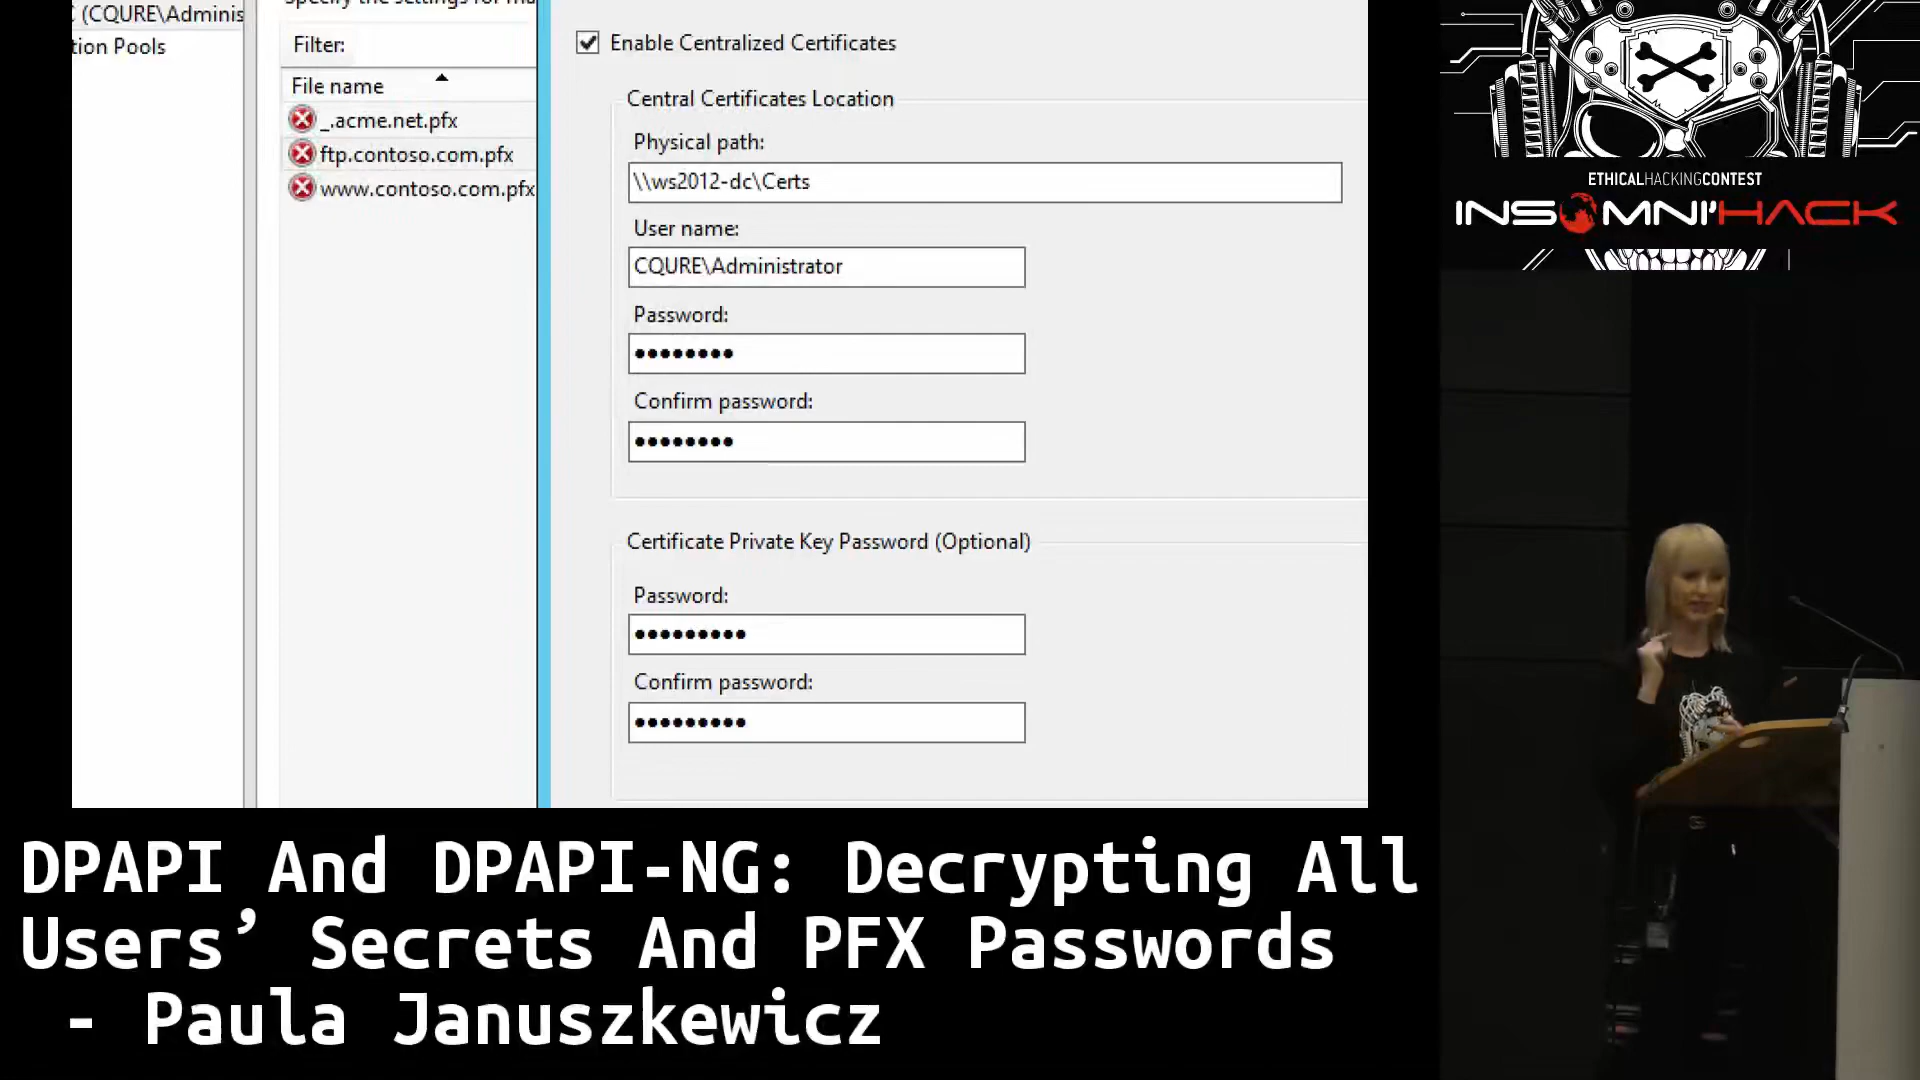 C (CQURE\Adminis
tion Pools
Filter:
File name
_.acme.net.pfx
ftp.contoso.com.pfx
www.contoso.com.pfx
Enable Centralized Certificates
Central Certificates Location
Physical path:
\\ws2012-dc\Certs
User name:
CQURE\Administrator
Password:
••••••••
Confirm password:
••••••••
Certificate Private Key Password (Optional)
Password:
•••••••••
Confirm password:
•••••••••
ETHICALHACKINGCONTEST
INSOMNI'HACK
DPAPI And DPAPI-NG: Decrypting All
Users’ Secrets And PFX Passwords
- Paula Januszkewicz